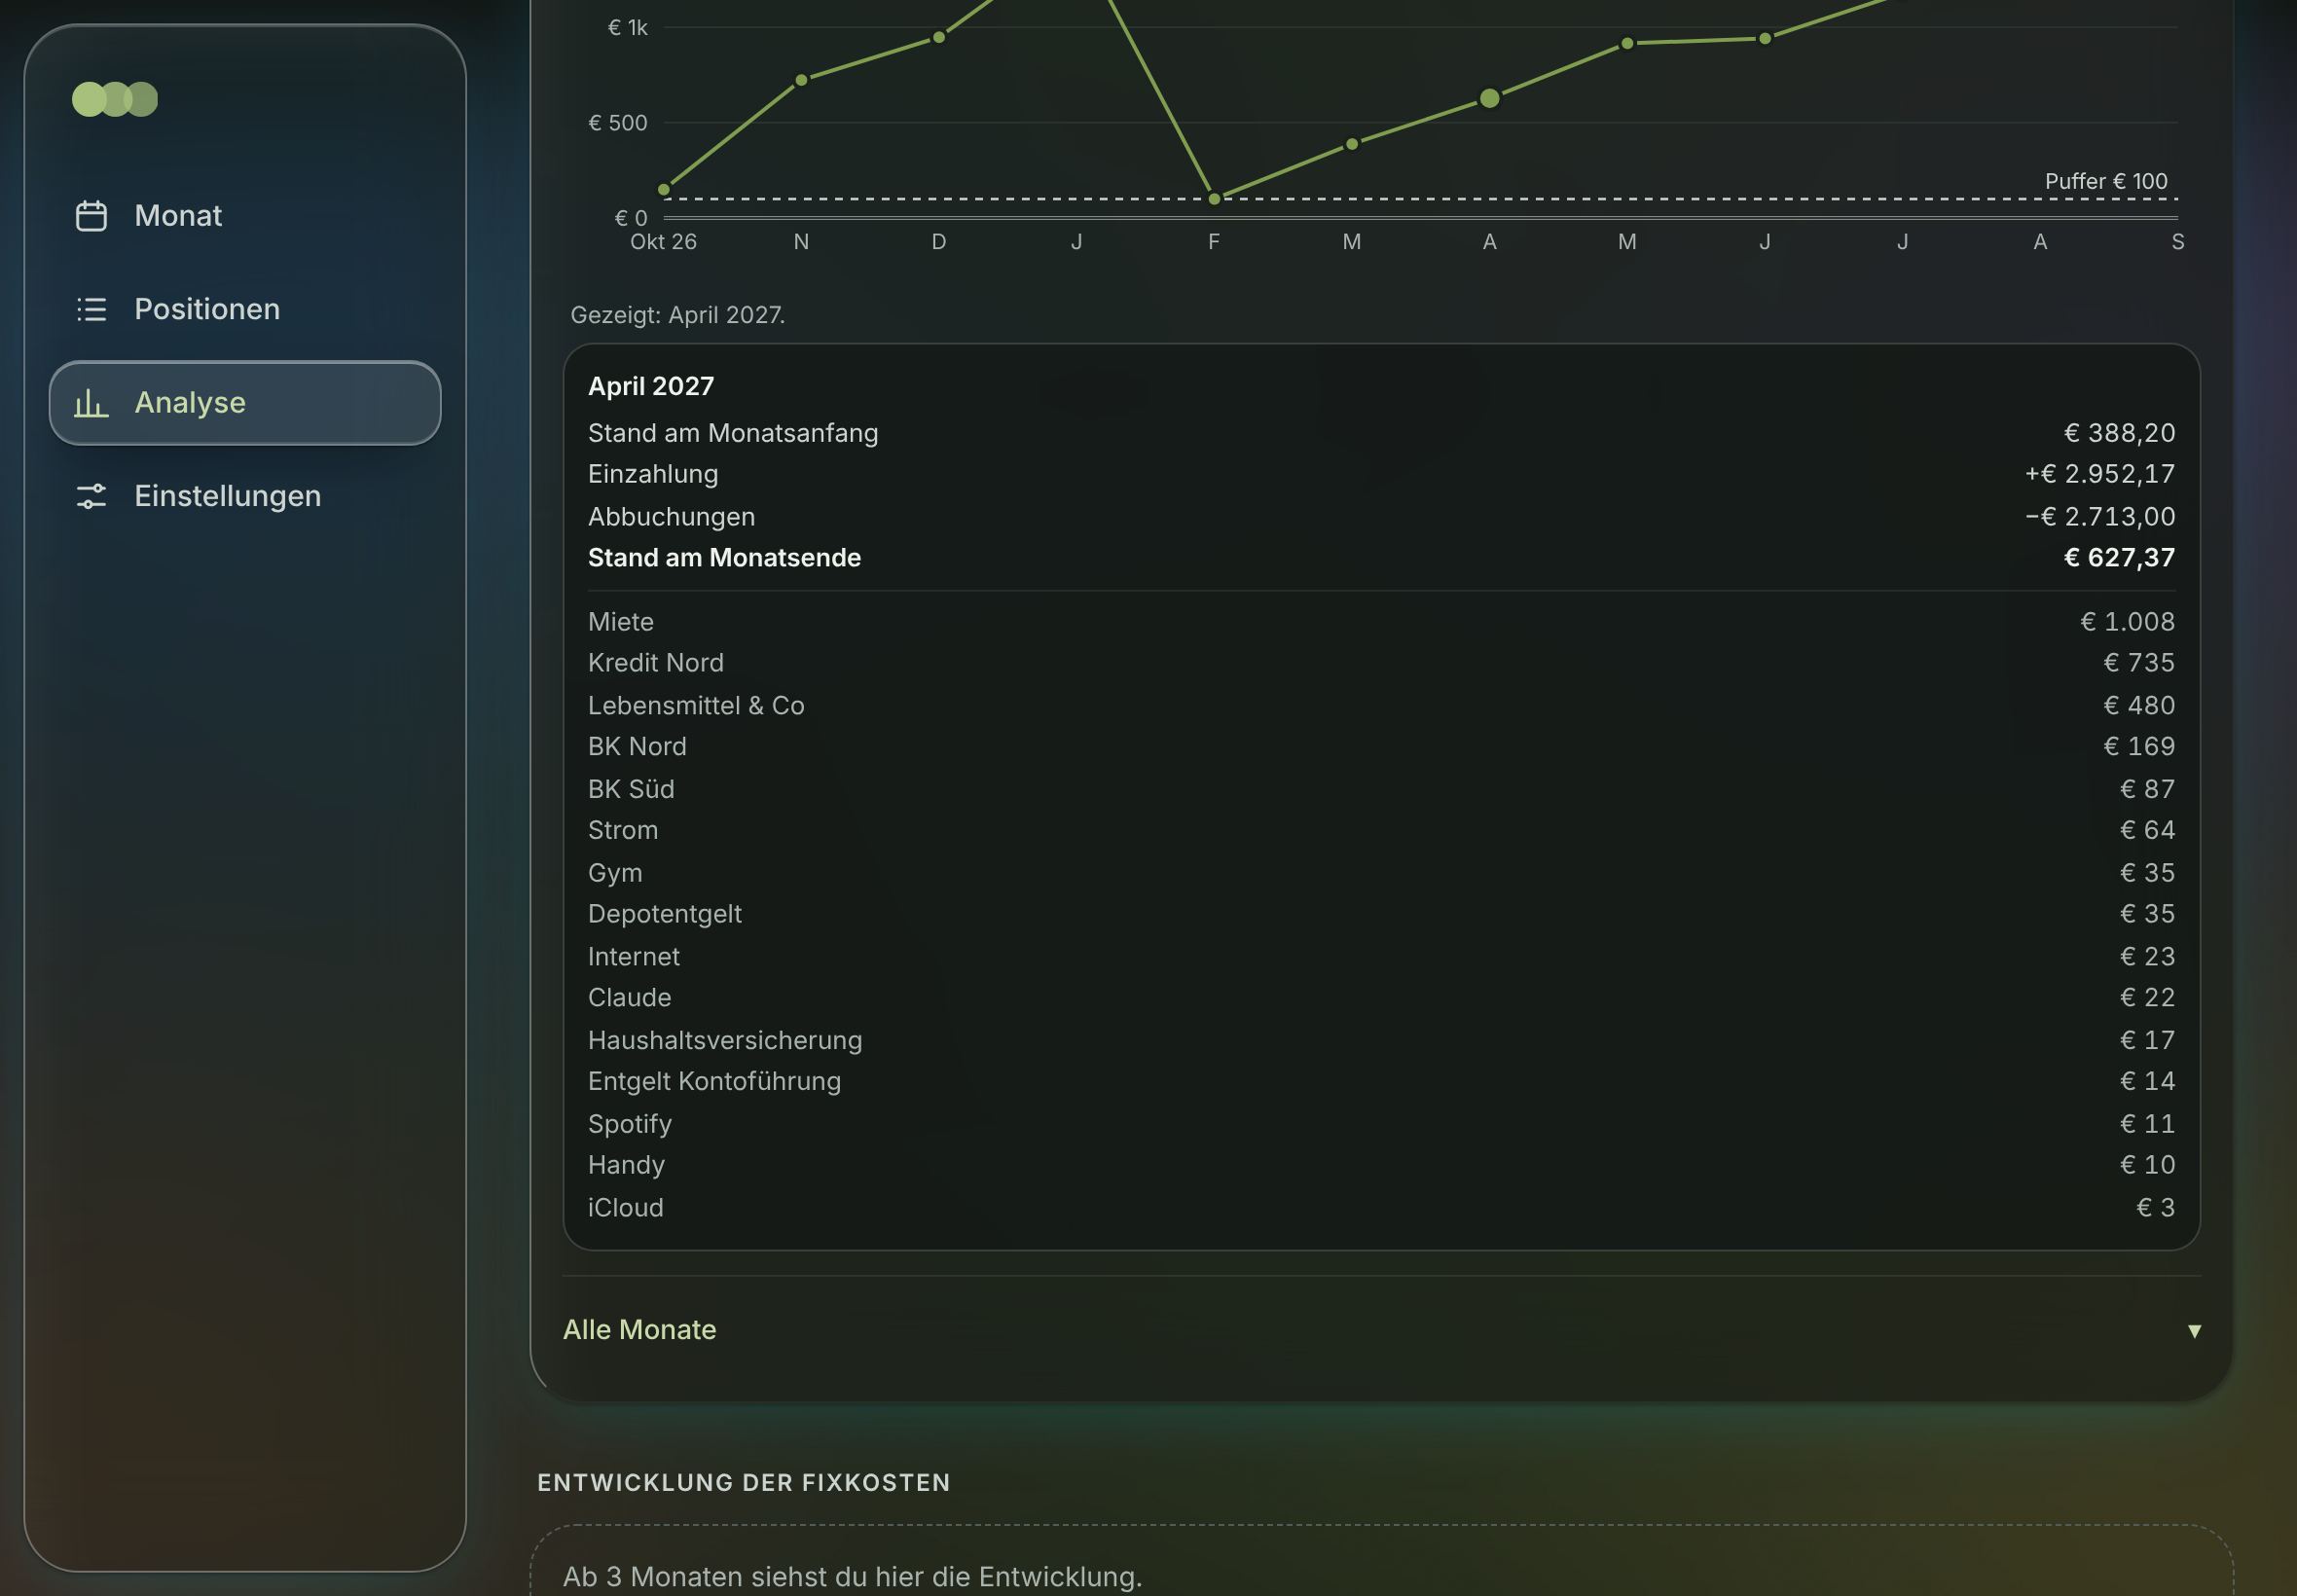 € 1k
€ 500
Puffer € 100
€ 0
Okt 26 N D J F M A M J J A S
Monat
Positionen
Analyse
Einstellungen
Gezeigt: April 2027.
April 2027
Stand am Monatsanfang € 388,20
Einzahlung +€ 2.952,17
Abbuchungen −€ 2.713,00
Stand am Monatsende € 627,37
Miete € 1.008
Kredit Nord € 735
Lebensmittel & Co € 480
BK Nord € 169
BK Süd € 87
Strom € 64
Gym € 35
Depotentgelt € 35
Internet € 23
Claude € 22
Haushaltsversicherung € 17
Entgelt Kontoführung € 14
Spotify € 11
Handy € 10
iCloud € 3
Alle Monate ▼
ENTWICKLUNG DER FIXKOSTEN
Ab 3 Monaten siehst du hier die Entwicklung.